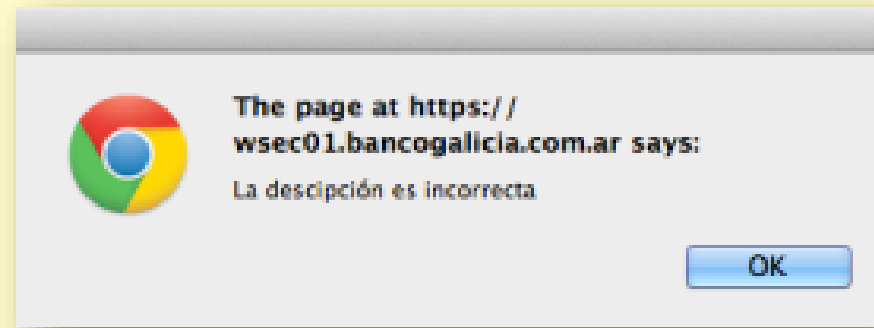 The page at https://
wsec01.bancogalicia.com.ar says:
La descipción es incorrecta
OK